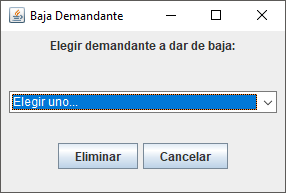 Baja Demandante
Elegir demandante a dar de baja:
Elegir uno...
Eliminar
Cancelar